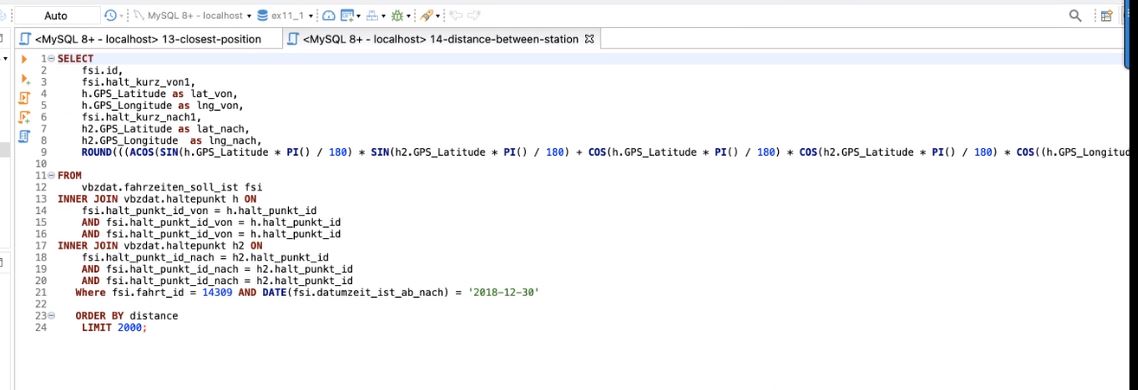 Auto MySQL 8+ - localhost ex11_1
<MySQL 8+ - localhost> 13-closest-position <MySQL 8+ - localhost> 14-distance-between-station
1 SELECT
2 fsi.id,
3 fsi.halt_kurz_von1,
4 h.GPS_Latitude as lat_von,
5 h.GPS_Longitude as lng_von,
6 fsi.halt_kurz_nach1,
7 h2.GPS_Latitude as lat_nach,
8 h2.GPS_Longitude  as lng_nach,
9 ROUND(((ACOS(SIN(h.GPS_Latitude * PI() / 180) * SIN(h2.GPS_Latitude * PI() / 180) + COS(h.GPS_Latitude * PI() / 180) * COS(h2.GPS_Latitude * PI() / 180) * COS((h.GPS_Longitud
10
11 FROM
12 vbzdat.fahrzeiten_soll_ist fsi
13 INNER JOIN vbzdat.haltepunkt h ON
14 fsi.halt_punkt_id_von = h.halt_punkt_id
15 AND fsi.halt_punkt_id_von = h.halt_punkt_id
16 AND fsi.halt_punkt_id_von = h.halt_punkt_id
17 INNER JOIN vbzdat.haltepunkt h2 ON
18 fsi.halt_punkt_id_nach = h2.halt_punkt_id
19 AND fsi.halt_punkt_id_nach = h2.halt_punkt_id
20 AND fsi.halt_punkt_id_nach = h2.halt_punkt_id
21 Where fsi.fahrt_id = 14309 AND DATE(fsi.datumzeit_ist_ab_nach) = '2018-12-30'
22
23 ORDER BY distance
24 LIMIT 2000;